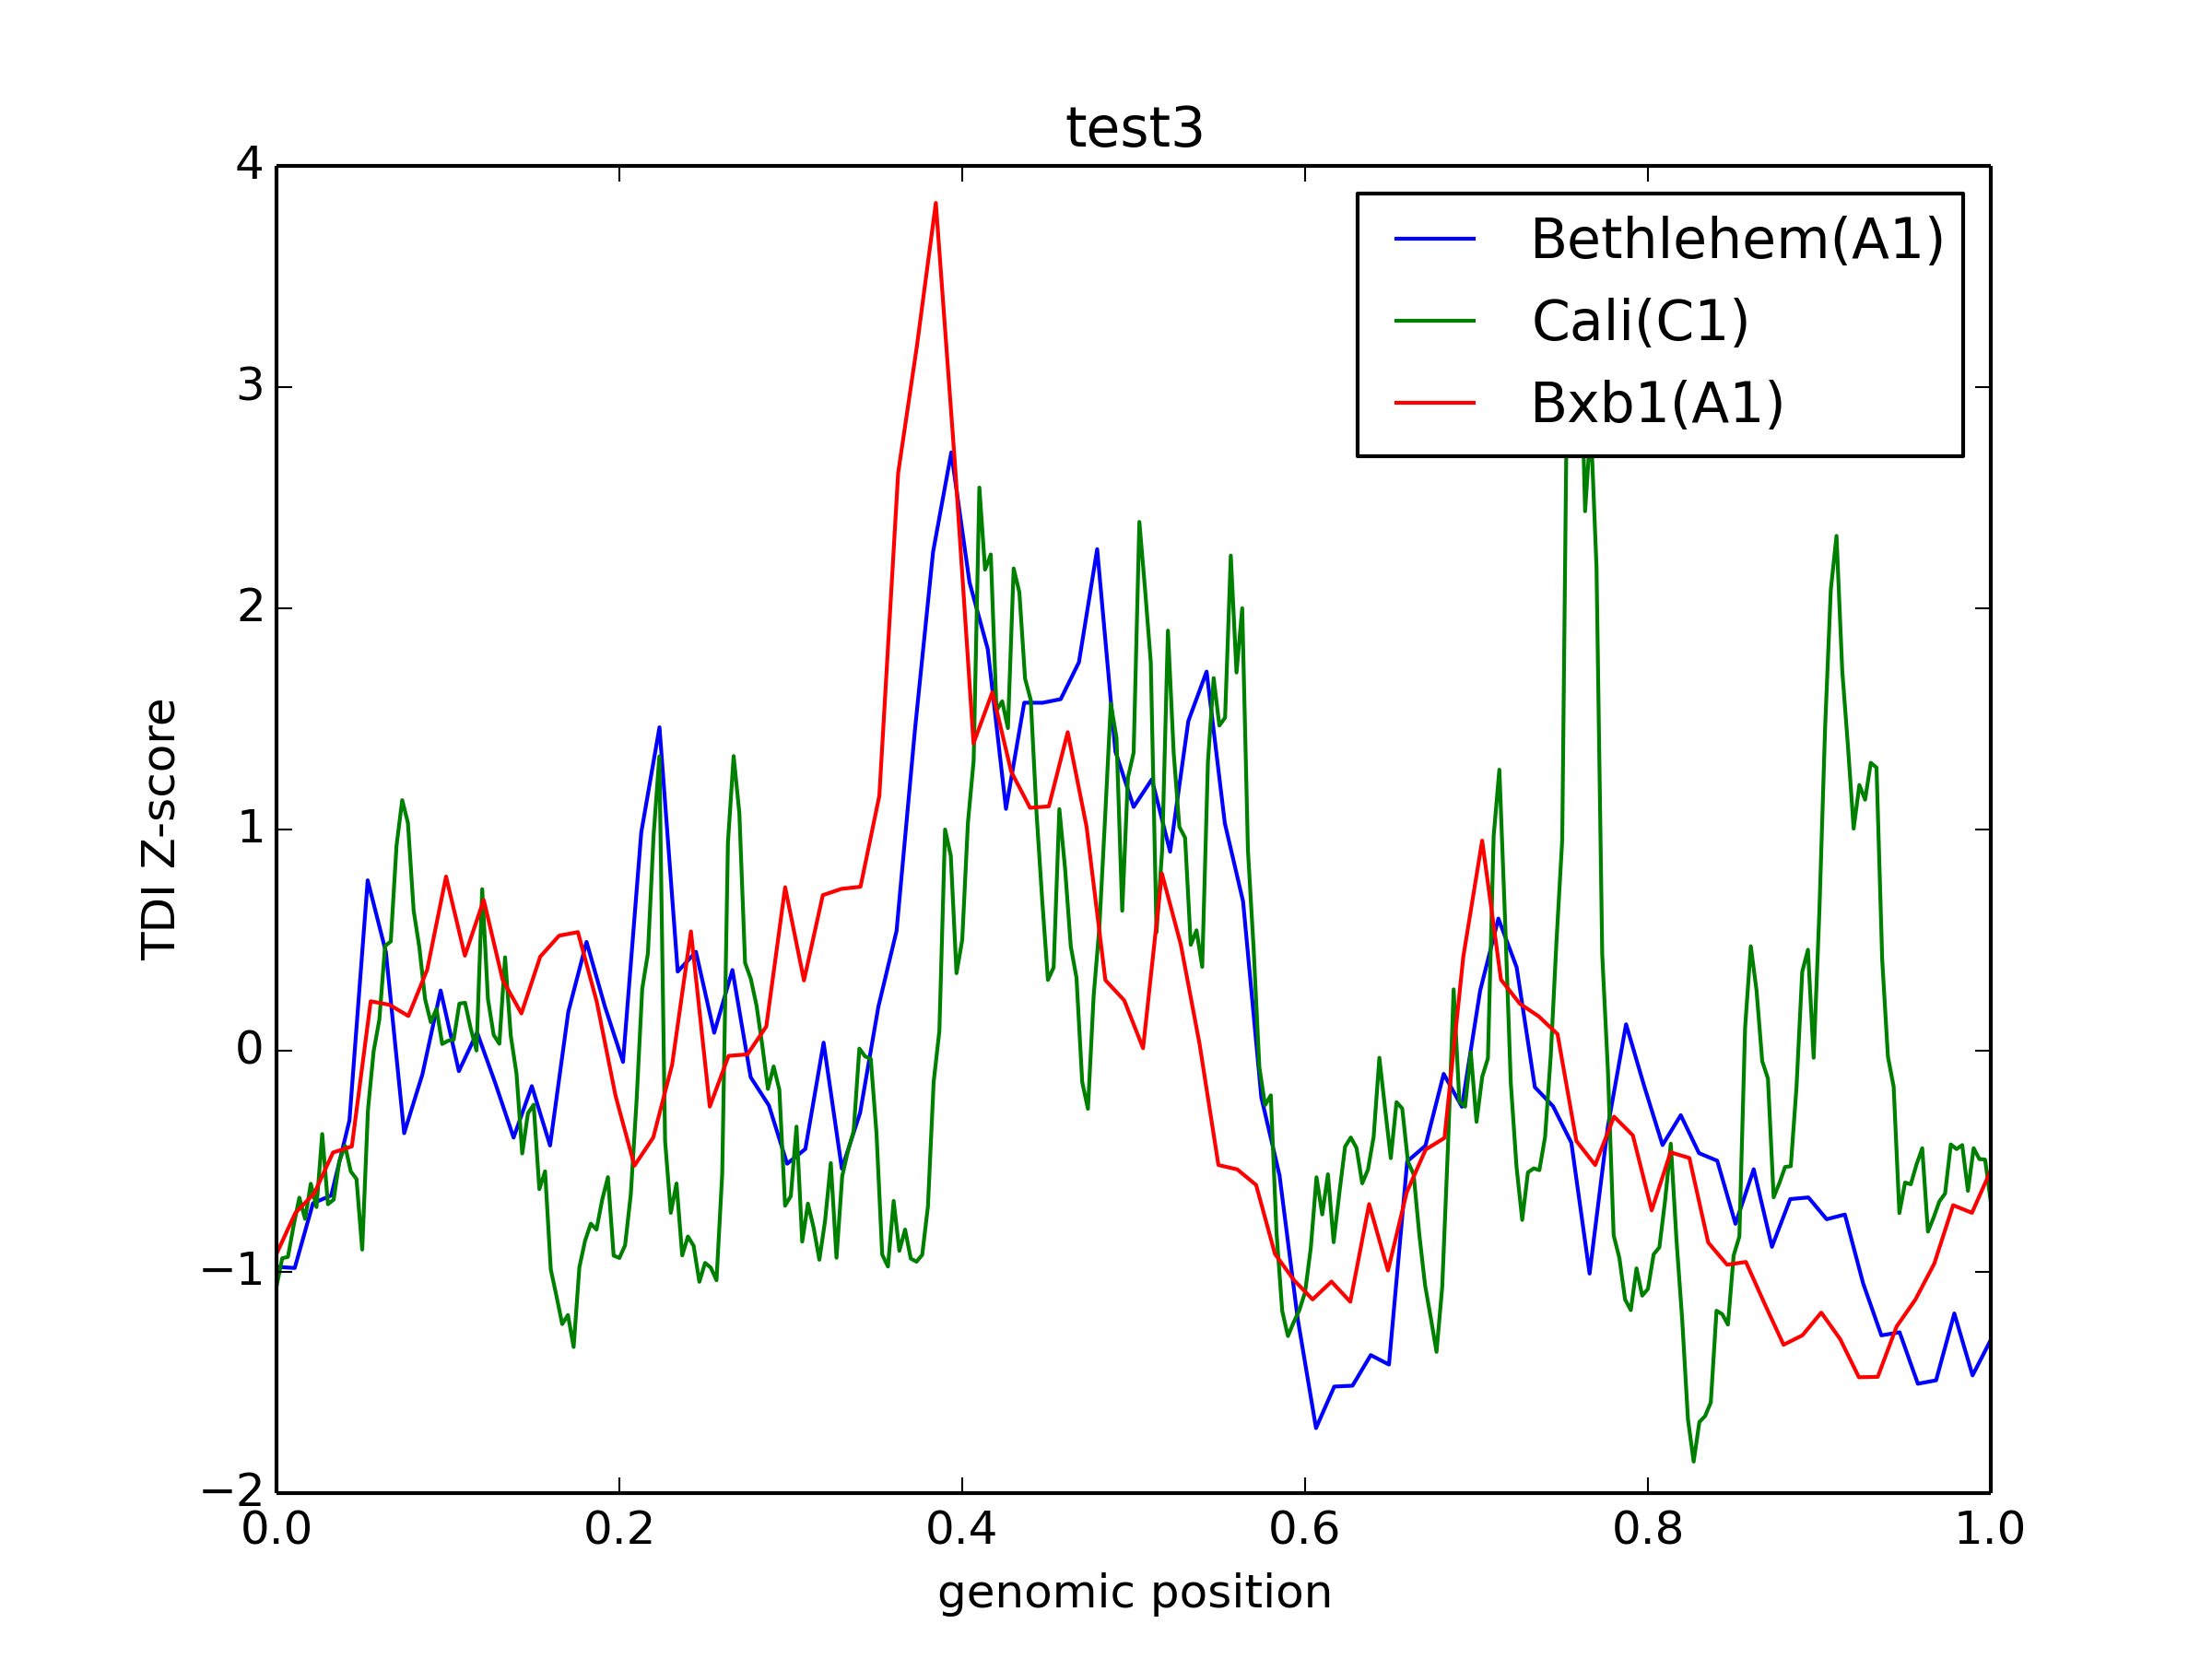 test3
4
3
2
1
0
−1
−2
TDI Z-score
Bethlehem(A1)
Cali(C1)
Bxb1(A1)
0.0 0.2 0.4 0.6 0.8 1.0
genomic position